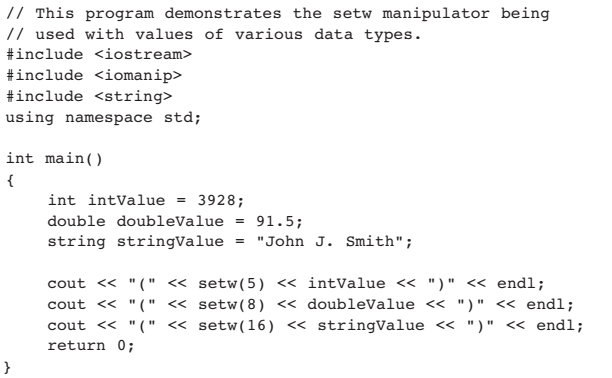 // This program demonstrates the setw manipulator being
// used with values of various data types.
#include <iostream>
#include <iomanip>
#include <string>
using namespace std;

int main()
{
    int intValue = 3928;
    double doubleValue = 91.5;
    string stringValue = "John J. Smith";

    cout << "(" << setw(5) << intValue << ")" << endl;
    cout << "(" << setw(8) << doubleValue << ")" << endl;
    cout << "(" << setw(16) << stringValue << ")" << endl;
    return 0;
}